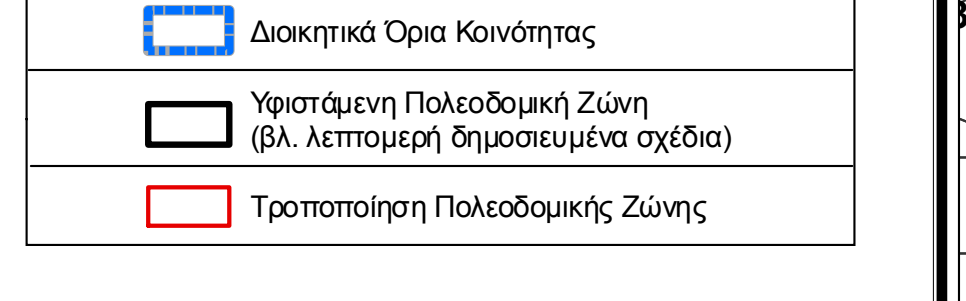 Διοικητικά Όρια Κοινότητας
Υφιστάμενη Πολεοδομική Ζώνη
(βλ. λεπτομερή δημοσιευμένα σχέδια)
Τροποποίηση Πολεοδομικής Ζώνης